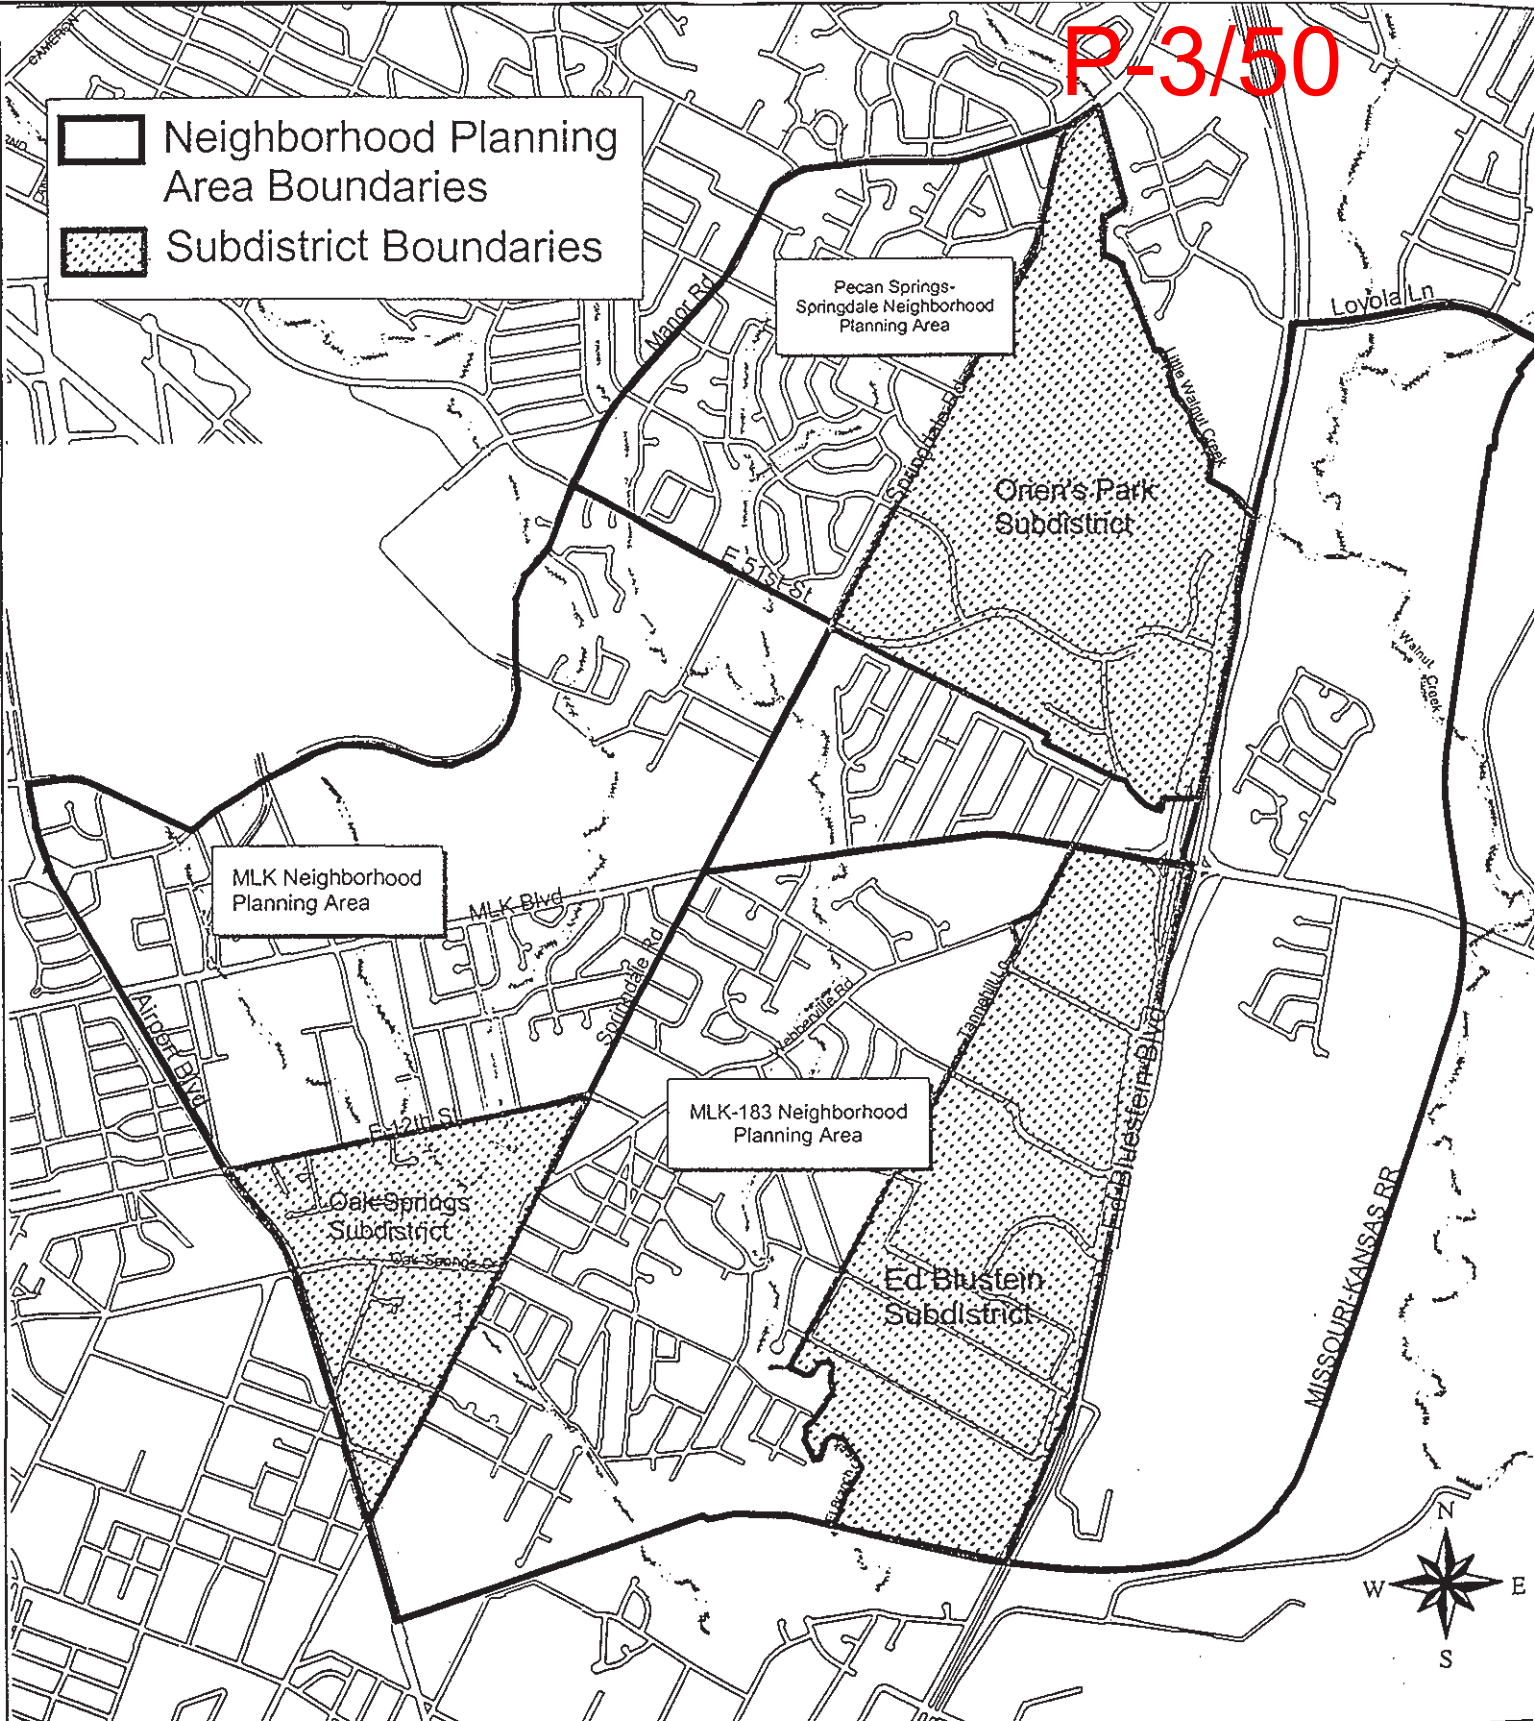 P-3/50
CAMERON
Neighborhood Planning
Area Boundaries
Subdistrict Boundaries
Pecan Springs-
Springdale Neighborhood
Planning Area
Manor Rd
Loyola Ln
Little Walnut Creek
Springdale Rd
Orien's Park
Subdistrict
E 51st St
Walnut Creek
MLK Neighborhood
Planning Area
MLK Blvd
Springdale Rd
Airport Blvd
Webberville Rd
Tannehill Ln
Ed Bluestein Blvd
MLK-183 Neighborhood
Planning Area
E 12th St
Oak Springs
Subdistrict
Oak Springs Dr
Ed Blustein
Subdistrict
MISSOURI-KANSAS RR
N
W
E
S